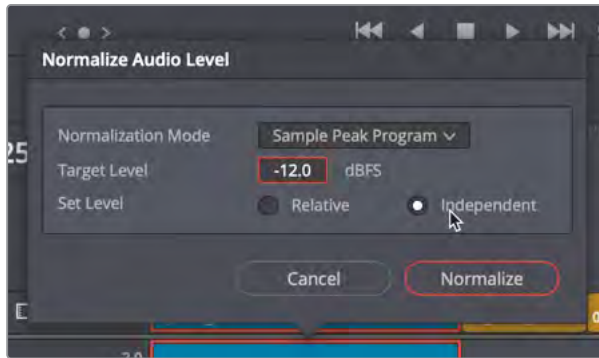 Normalize Audio Level
25
Normalization Mode Sample Peak Program
Target Level -12.0 dBFS
Set Level Relative Independent
Cancel Normalize